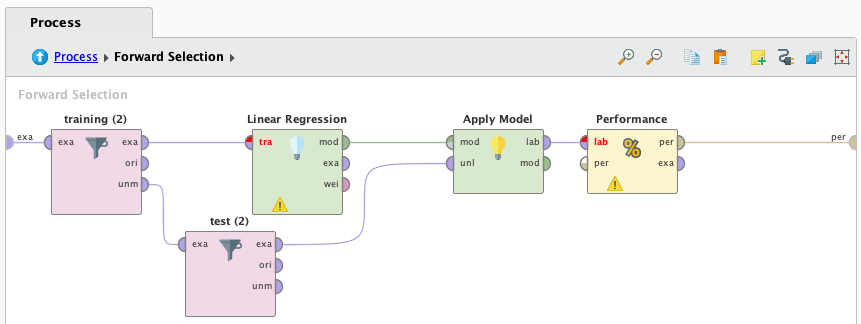 Process
Process Forward Selection
Forward Selection
training (2) Linear Regression Apply Model Performance
exa exa exa tra mod mod lab lab per per
ori exa unl mod per exa
unm wei
test (2)
exa exa
ori
unm